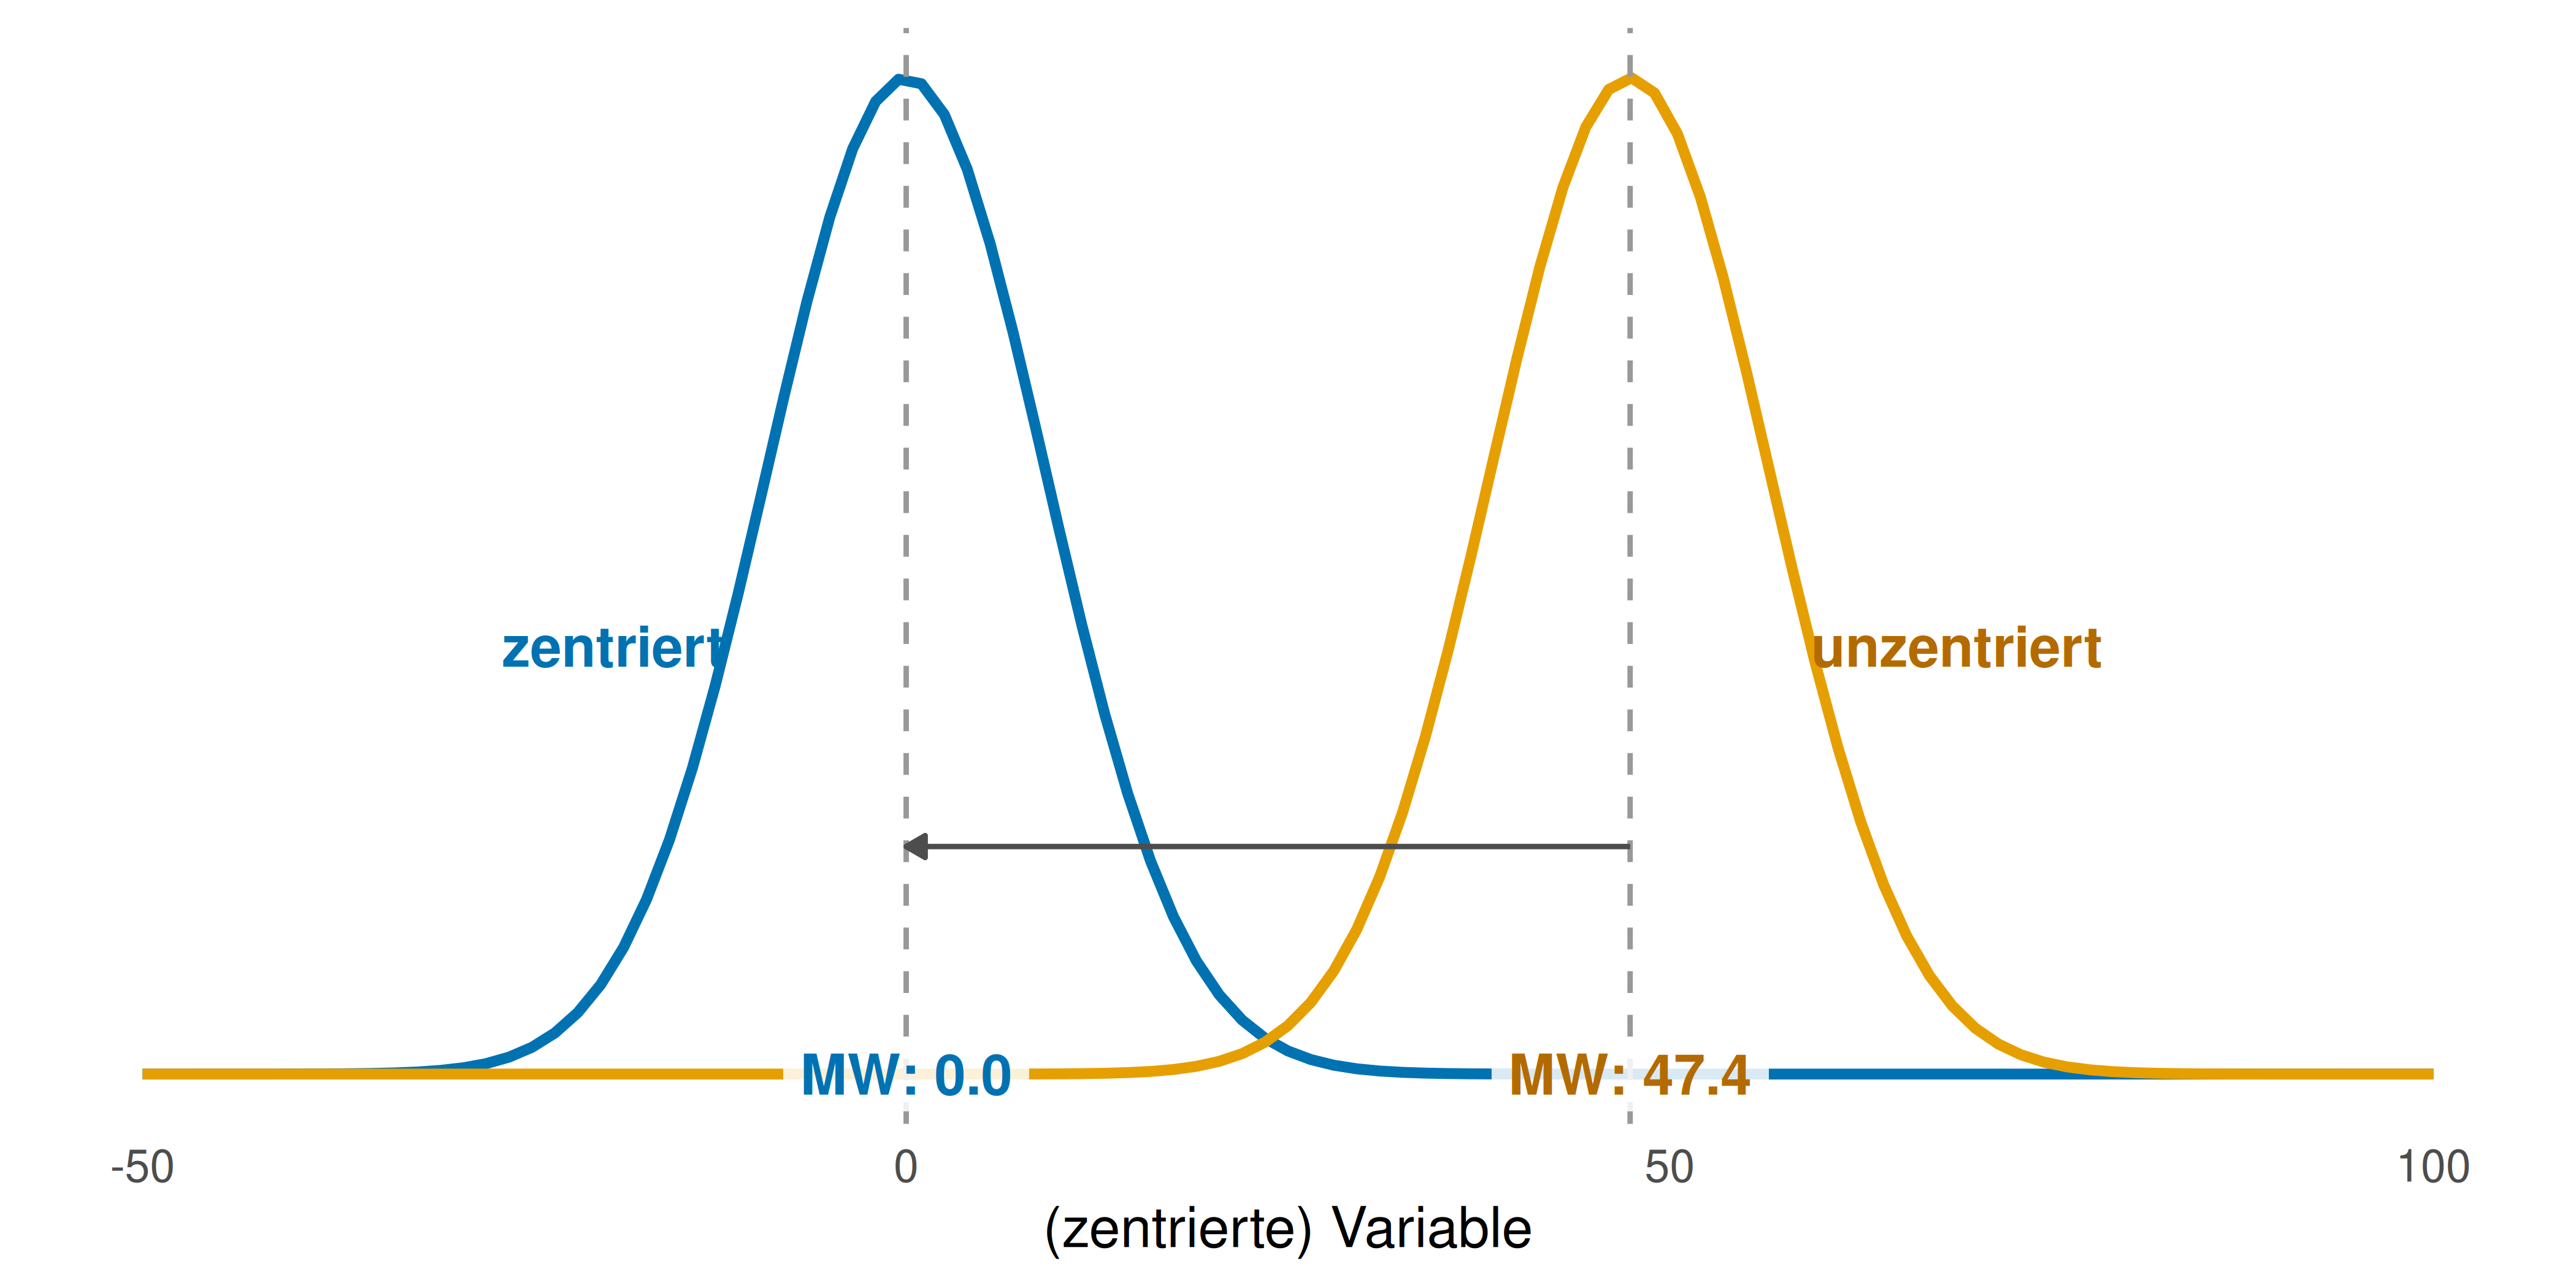 zentriert
unzentriert
MW: 0.0
MW: 47.4
-50
0
50
100
(zentrierte) Variable